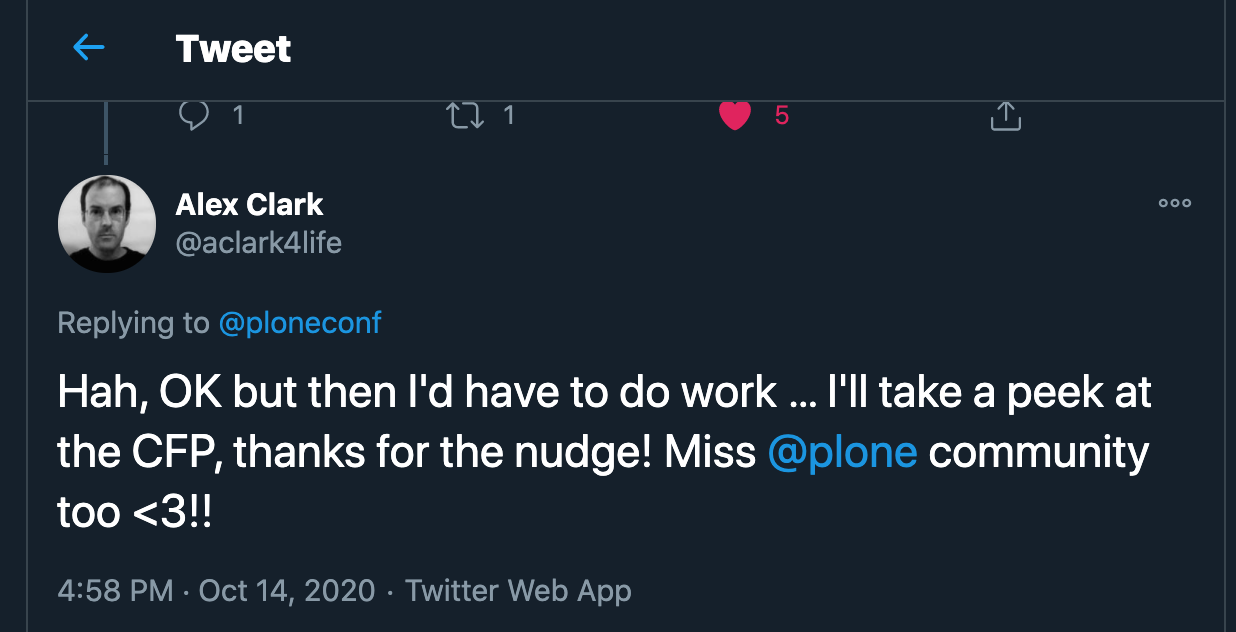 Tweet
1 1 5
Alex Clark
@aclark4life
Replying to @ploneconf
Hah, OK but then I'd have to do work ... I'll take a peek at
the CFP, thanks for the nudge! Miss @plone community
too <3!!
4:58 PM · Oct 14, 2020 · Twitter Web App